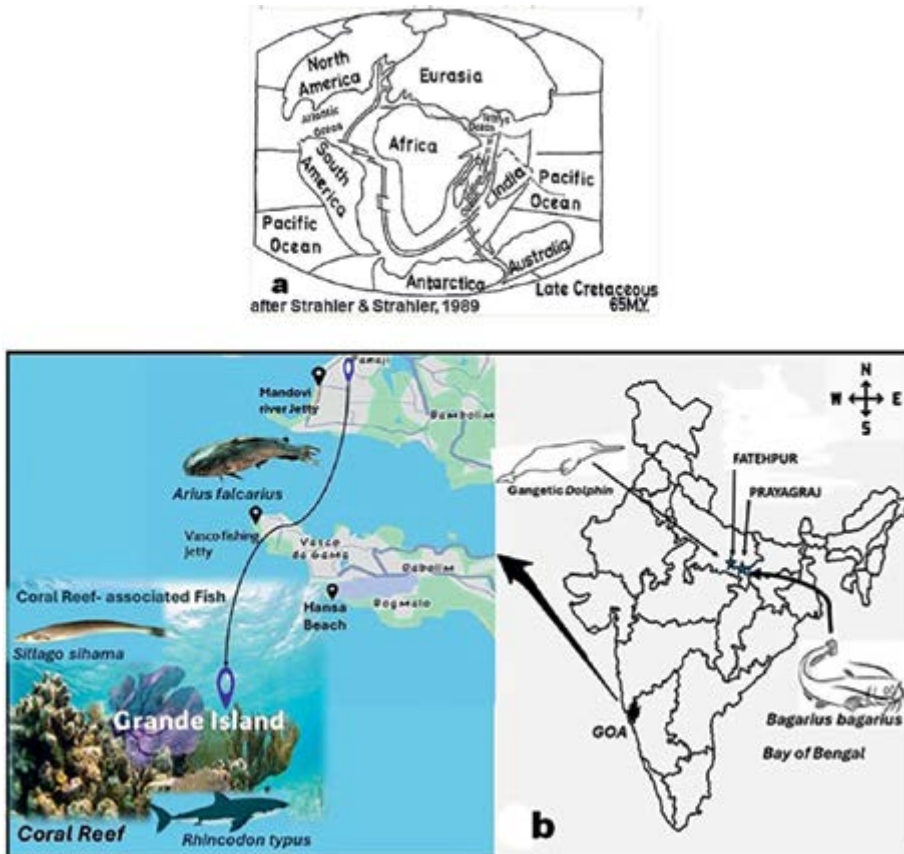 North
America
Eurasia
Atlantic
Ocean
Tethys
Ocean
Africa
South
America
India
Pacific
Ocean
Pacific
Ocean
Australia
Antarctica
a
Late Cretaceous
after Strahler & Strahler, 1989
65M.Y.
Panaji
Mandovi
river Jetty
Bambolim
Arius falcarius
Vasco fishing
Jetty
Vasco
da Gama
Dabolim
Bogmalo
Hansa
Beach
Coral Reef- associated Fish
Sillago sihama
Grande Island
Coral Reef
Rhincodon typus
N
W
E
S
FATEHPUR
Gangetic Dolphin
PRAYAGRAJ
GOA
Bagarius bagarius
Bay of Bengal
b